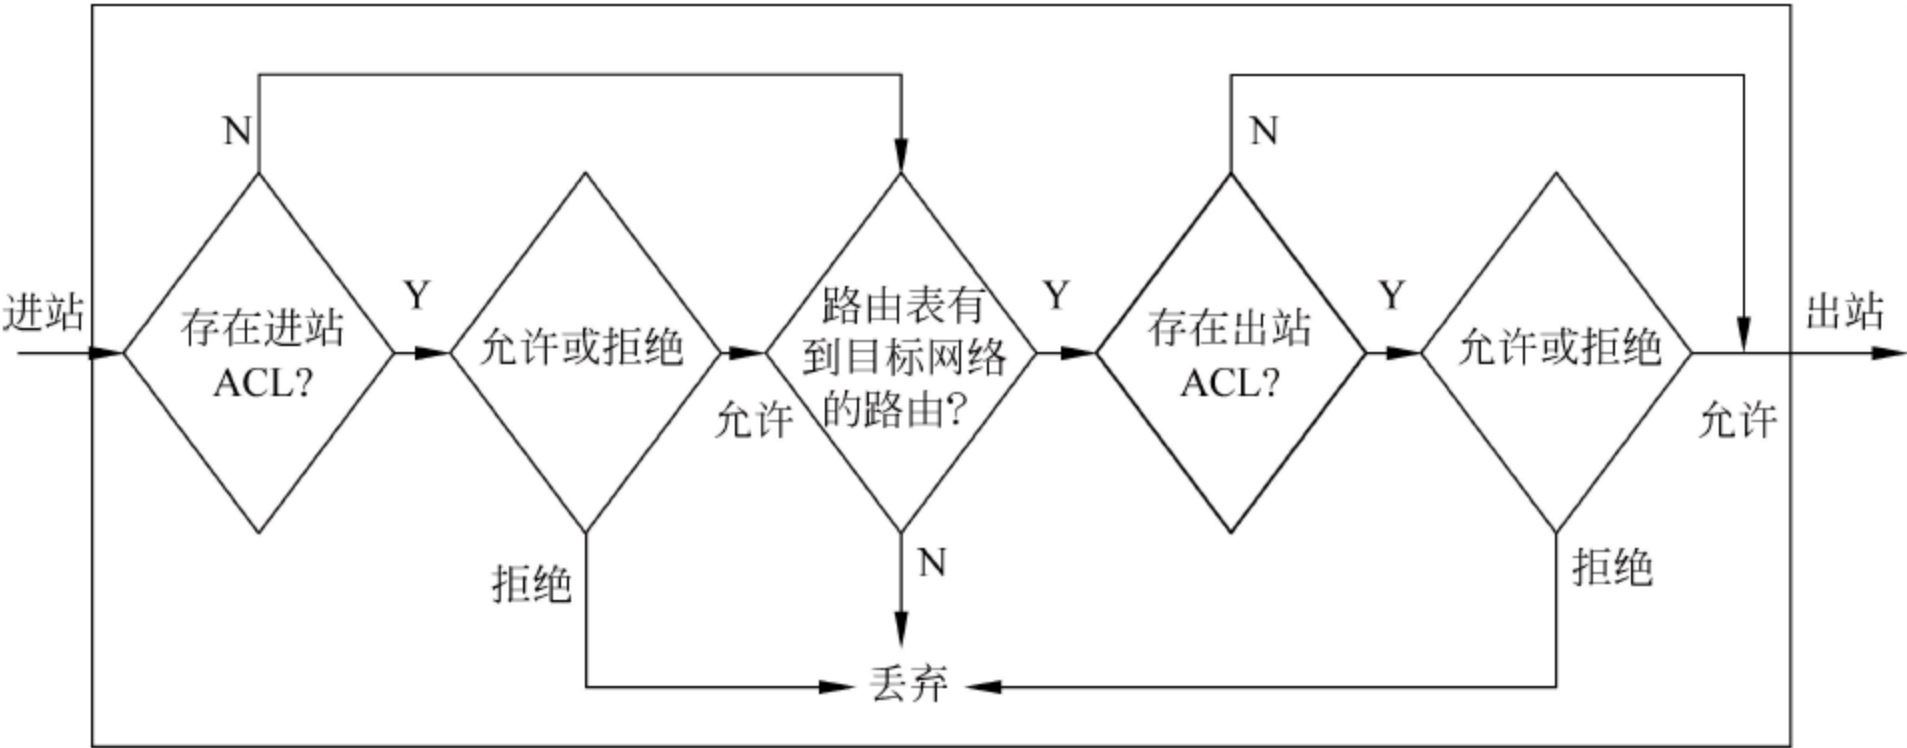 N
N
进站
存在进站
ACL?
Y
允许或拒绝
允许
路由表有
到目标网络
的路由?
Y
存在出站
ACL?
Y
允许或拒绝
出站
允许
拒绝
N
拒绝
丢弃